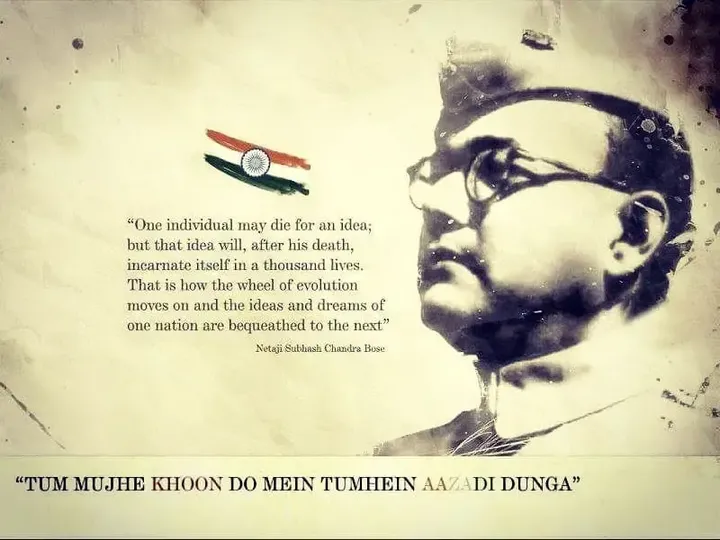 “One individual may die for an idea;
but that idea will, after his death,
incarnate itself in a thousand lives.
That is how the wheel of evolution
moves on and the ideas and dreams of
one nation are bequeathed to the next”
Netaji Subhash Chandra Bose
“TUM MUJHE KHOON DO MEIN TUMHEIN AAZADI DUNGA”